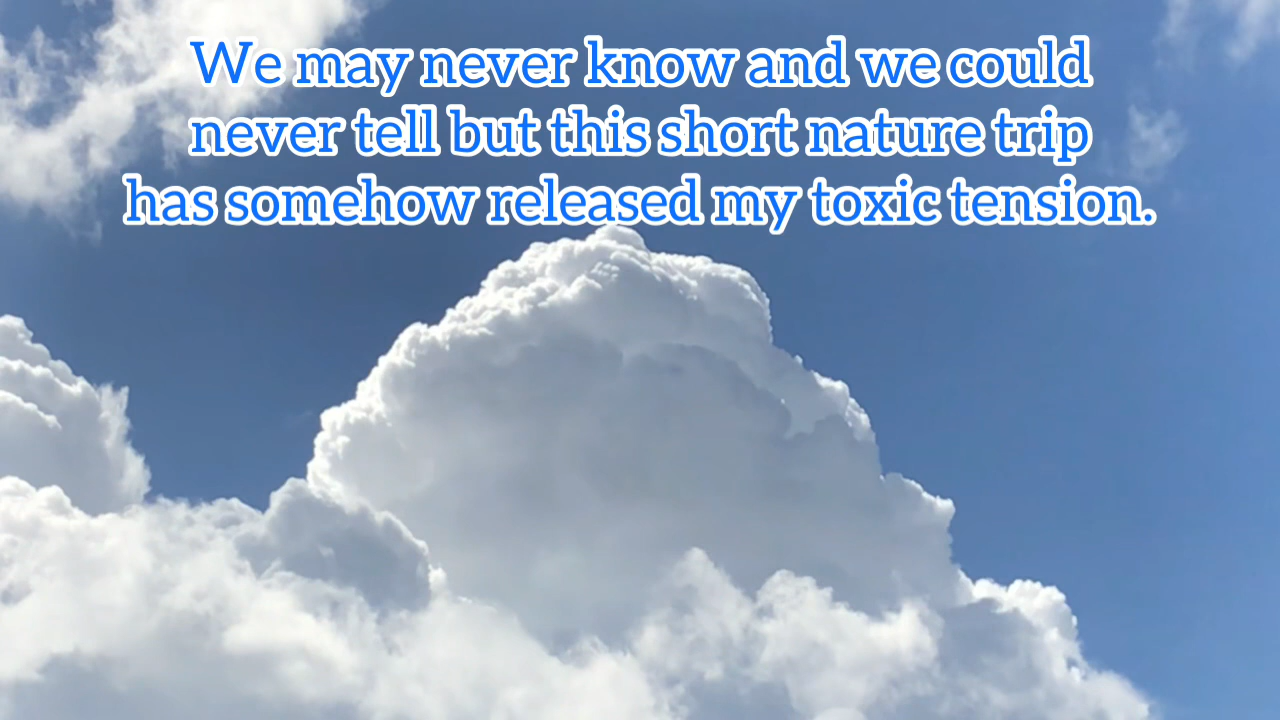 We may never know and we could
never tell but this short nature trip
has somehow released my toxic tension.